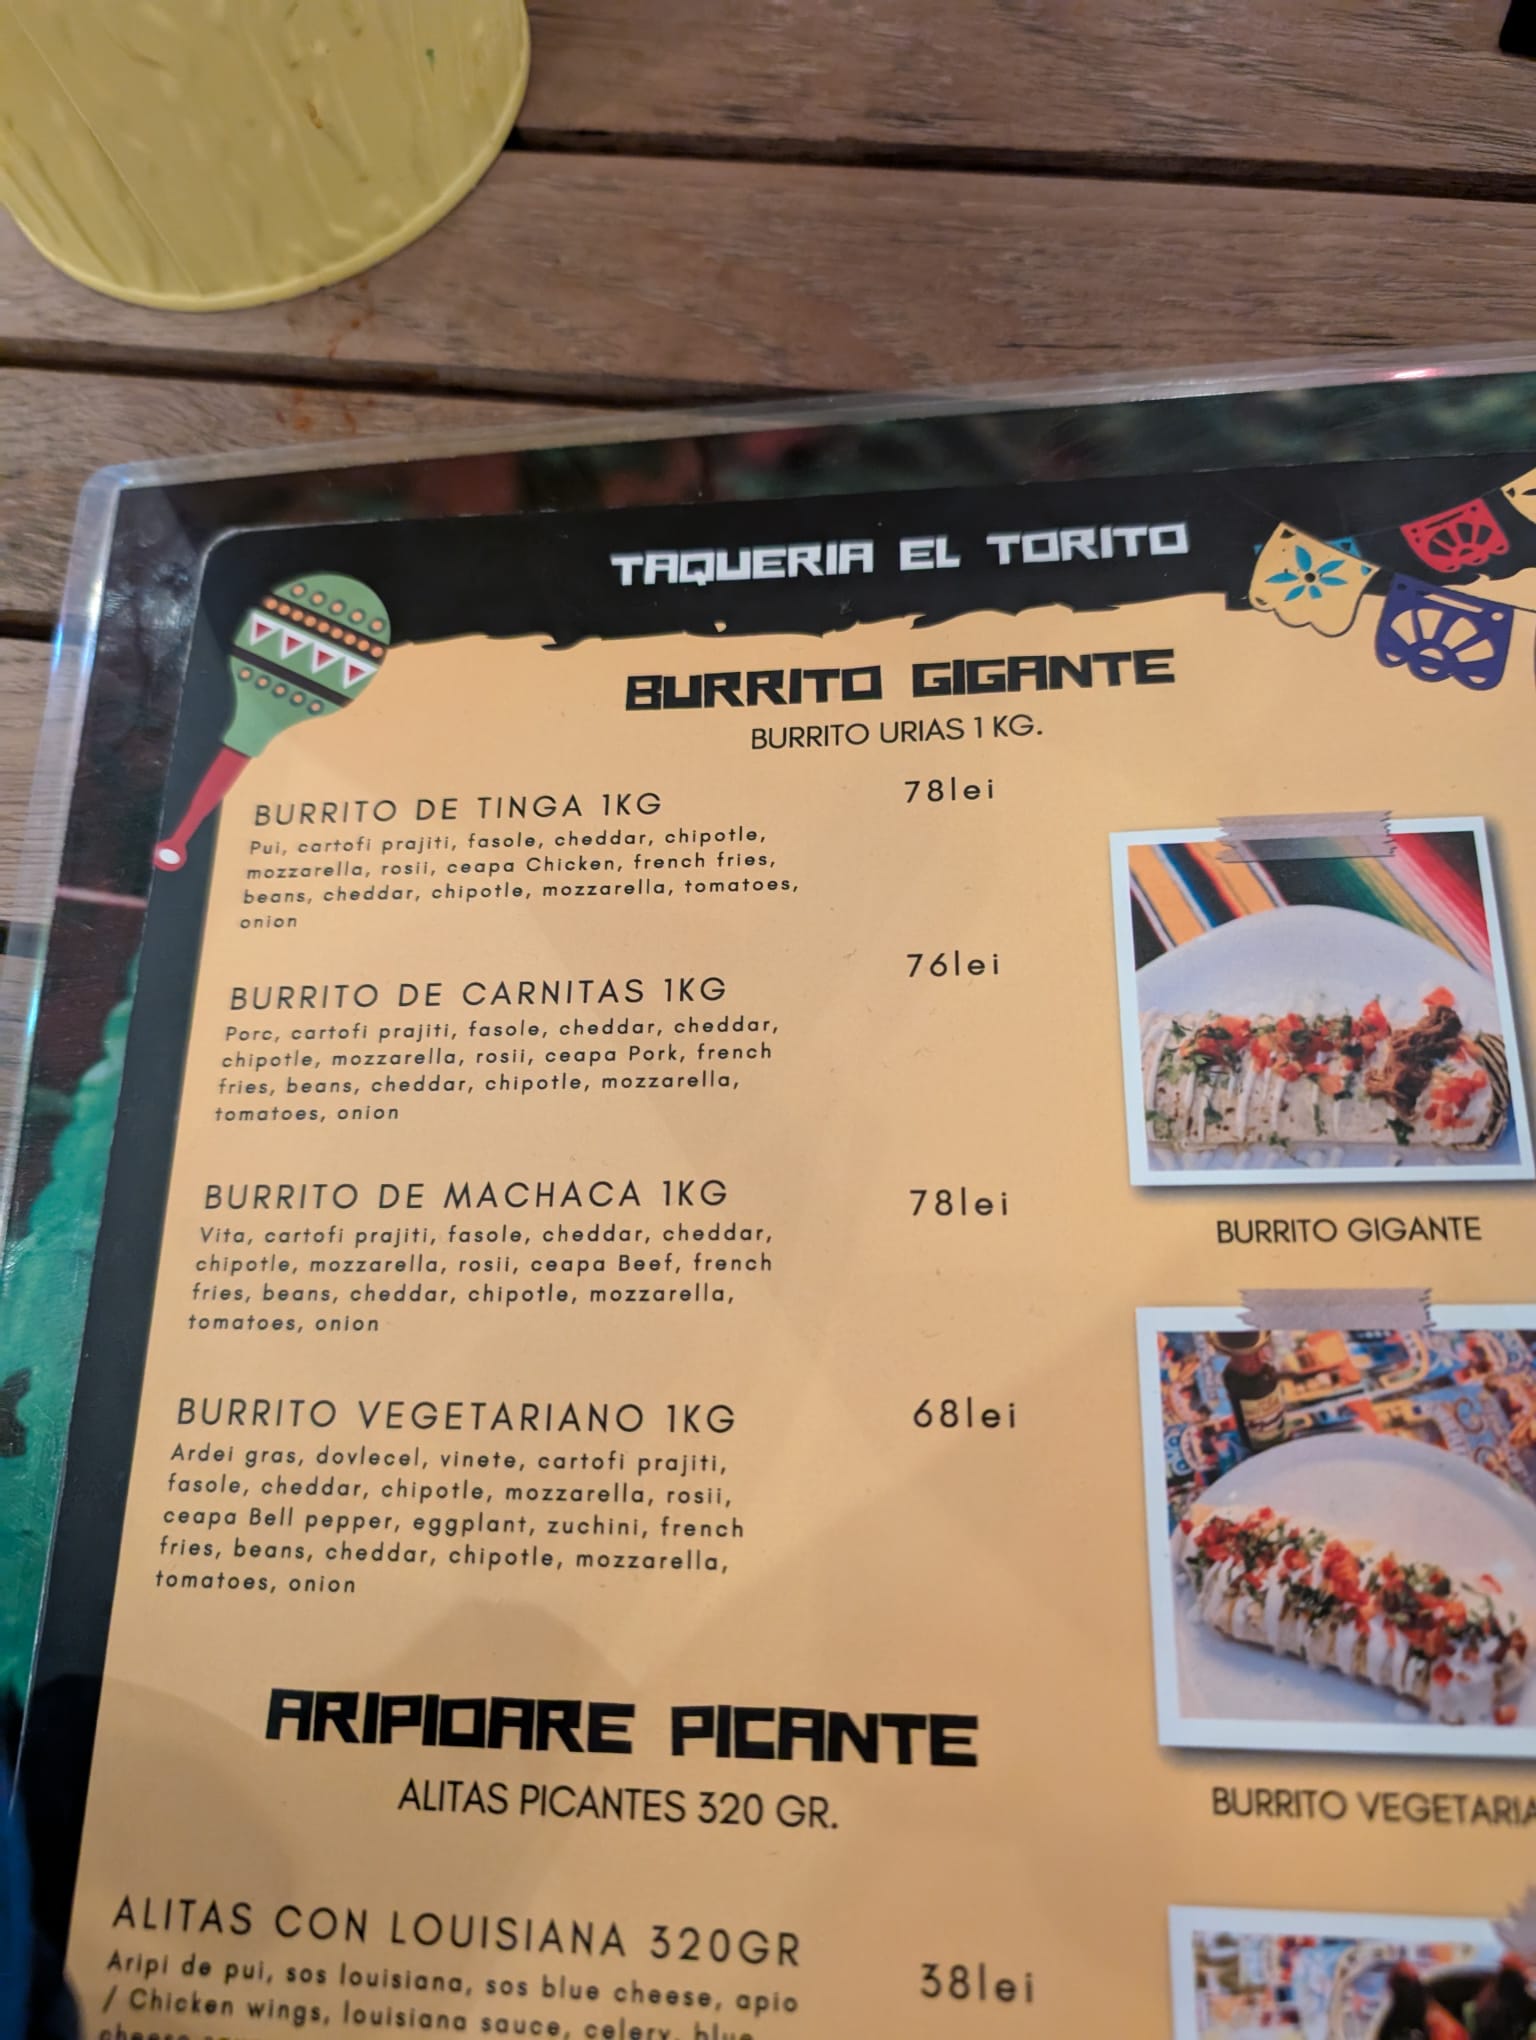 TAQUERIA EL TORITO
BURRITO GIGANTE
BURRITO URIAS 1 KG.
BURRITO DE TINGA 1KG
78lei
Pui, cartofi prajiti, fasole, cheddar, chipotle,
mozzarella, rosii, ceapa Chicken, french fries,
beans, cheddar, chipotle, mozzarella, tomatoes,
onion
BURRITO DE CARNITAS 1KG
76lei
Porc, cartofi prajiti, fasole, cheddar, cheddar,
chipotle, mozzarella, rosii, ceapa Pork, french
fries, beans, cheddar, chipotle, mozzarella,
tomatoes, onion
BURRITO DE MACHACA 1KG
78lei
Vita, cartofi prajiti, fasole, cheddar, cheddar,
chipotle, mozzarella, rosii, ceapa Beef, french
fries, beans, cheddar, chipotle, mozzarella,
tomatoes, onion
BURRITO GIGANTE
BURRITO VEGETARIANO 1KG
68lei
Ardei gras, dovlecel, vinete, cartofi prajiti,
fasole, cheddar, chipotle, mozzarella, rosii,
ceapa Bell pepper, eggplant, zuchini, french
fries, beans, cheddar, chipotle, mozzarella,
tomatoes, onion
BURRITO VEGETARIA
ARIPIOARE PICANTE
ALITAS PICANTES 320 GR.
ALITAS CON LOUISIANA 320GR
38lei
Aripi de pui, sos louisiana, sos blue cheese, apio
/ Chicken wings, louisiana sauce, celery, blue